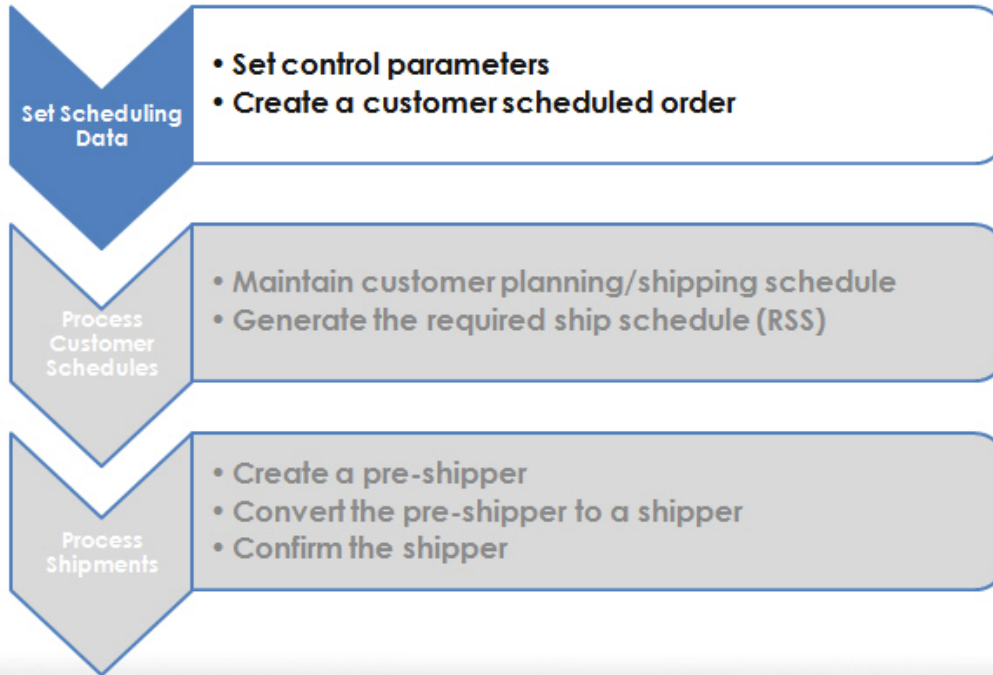 Set Scheduling
Data
• Set control parameters
• Create a customer scheduled order
Process
Customer
Schedules
• Maintain customer planning/shipping schedule
• Generate the required ship schedule (RSS)
Process
Shipments
• Create a pre-shipper
• Convert the pre-shipper to a shipper
• Confirm the shipper